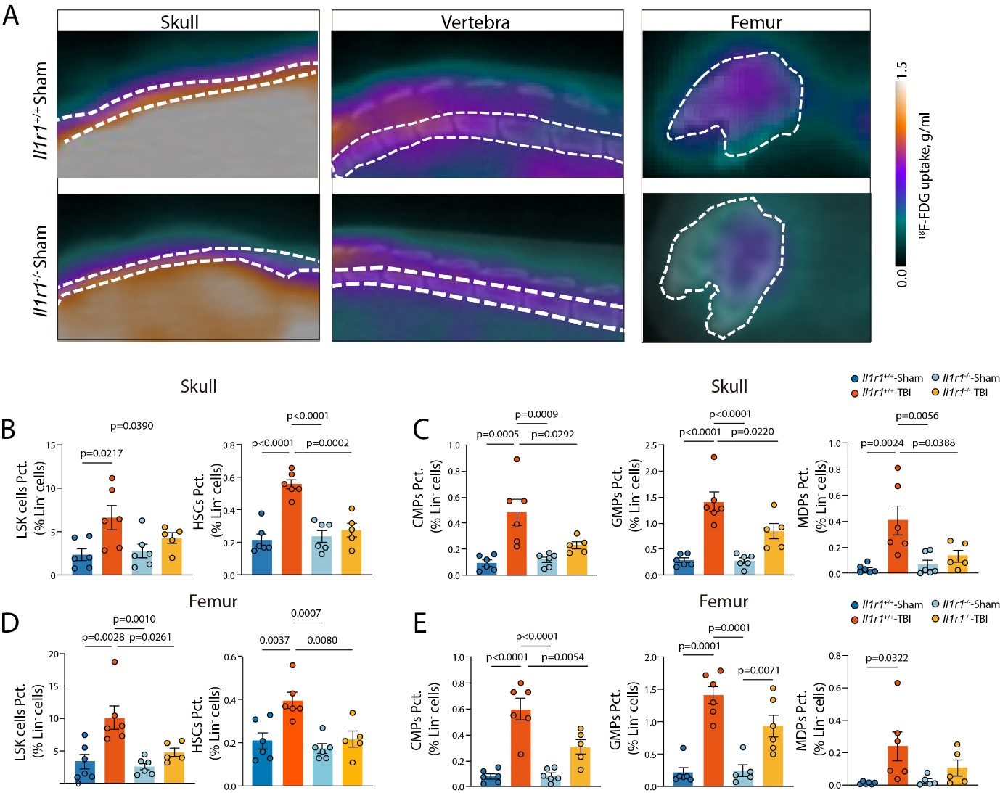 A
Skull
Vertebra
Femur
Il1r1+/+ Sham
Il1r1-/- Sham
1.5
18F-FDG uptake, g/ml
0.0
Skull
Skull
Il1r1+/+-Sham
Il1r1-/--Sham
Il1r1+/+-TBI
Il1r1-/--TBI
B
LSK cells Pct.
(% Lin- cells)
15
10
5
0
p=0.0217
p=0.0390
HSCs Pct.
(% Lin- cells)
0.8
0.6
0.4
0.2
0.0
p<0.0001
p<0.0001
p=0.0002
C
CMPs Pct.
(% Lin- cells)
1.0
0.8
0.6
0.4
0.2
0.0
p=0.0009
p=0.0005
p=0.0292
GMPs Pct.
(% Lin- cells)
2.5
2.0
1.5
1.0
0.5
0.0
p<0.0001
p<0.0001
p=0.0220
MDPs Pct.
(% Lin- cells)
1.0
0.8
0.6
0.4
0.2
0.0
p=0.0056
p=0.0024
p=0.0388
Femur
Femur
Il1r1+/+-Sham
Il1r1-/--Sham
Il1r1+/+-TBI
Il1r1-/--TBI
D
LSK cells Pct.
(% Lin- cells)
20
15
10
5
0
p=0.0010
p=0.0028
p=0.0261
HSCs Pct.
(% Lin- cells)
0.6
0.4
0.2
0.0
0.0007
0.0037
0.0080
E
CMPs Pct.
(% Lin- cells)
1.0
0.8
0.6
0.4
0.2
0.0
p<0.0001
p<0.0001
p=0.0054
GMPs Pct.
(% Lin- cells)
2.0
1.5
1.0
0.5
0.0
p=0.0001
p=0.0001
p=0.0071
MDPs Pct.
(% Lin- cells)
0.8
0.6
0.4
0.2
0.0
p=0.0322